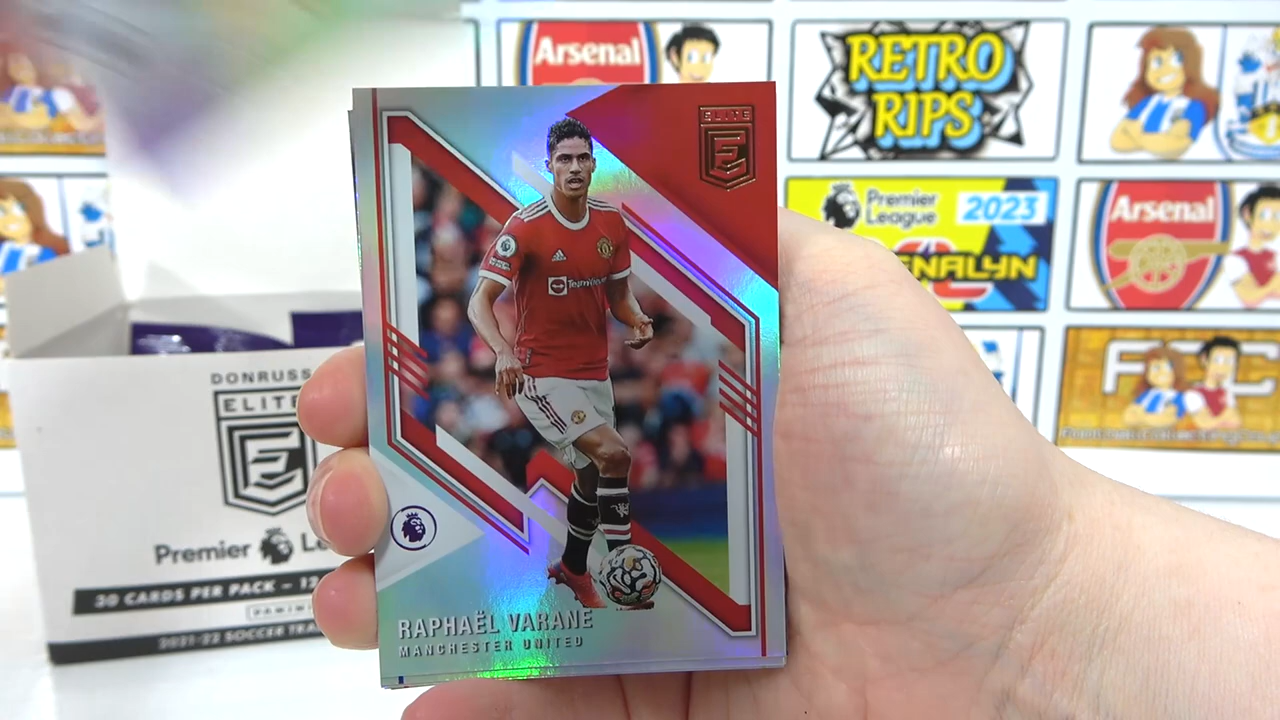 Arsenal
RETRO
RIPS
ELITE
E
Premier
League
2023
Arsenal
TeamViewer
DONRUSS
ELITE
E
Premier
30 CARDS PER PACK – 12
PANINI
2021-22 SOCCER
RAPHAËL VARANE
MANCHESTER UNITED